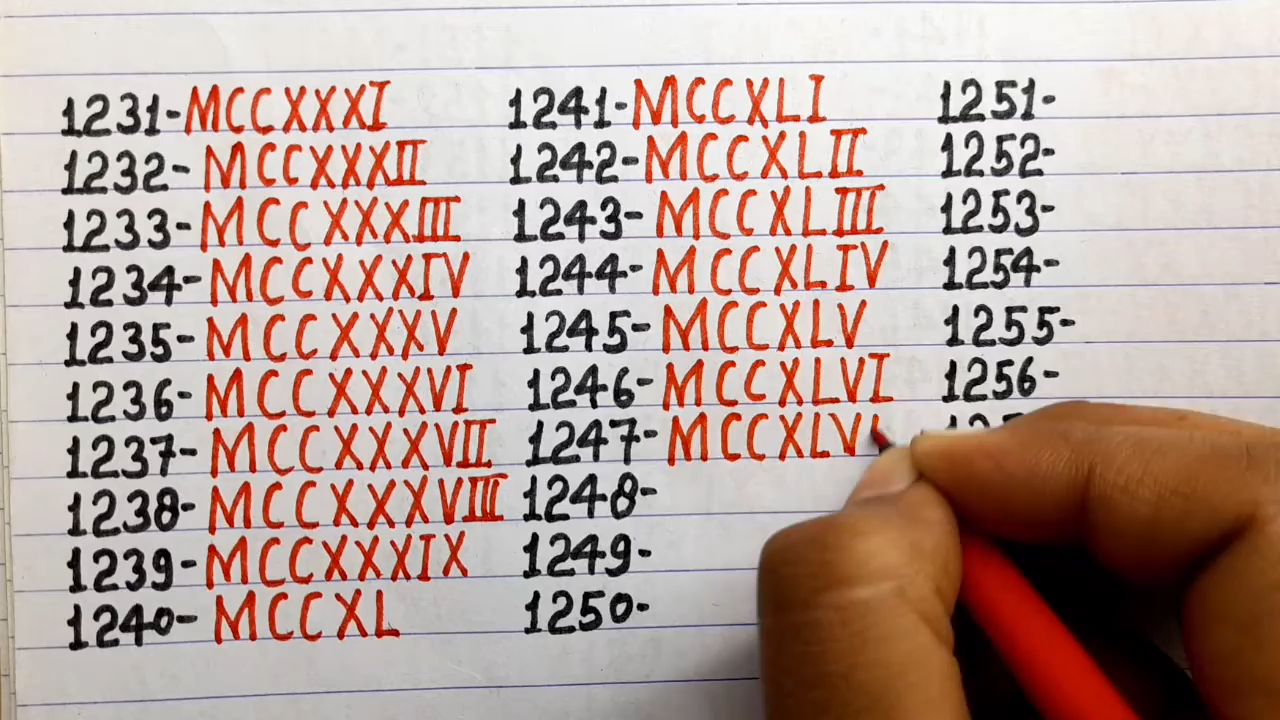 1231-MCCXXXI
1232-MCCXXXII
1233-MCCXXXIII
1234-MCCXXXIV
1235-MCCXXXV
1236-MCCXXXVI
1237-MCCXXXVII
1238-MCCXXXVIII
1239-MCCXXXIX
1240-MCCXL
1241-MCCXLI
1242-MCCXLII
1243-MCCXLIII
1244-MCCXLIV
1245-MCCXLV
1246-MCCXLVI
1247-MCCXLVI
1248-
1249-
1250-
1251-
1252-
1253-
1254-
1255-
1256-